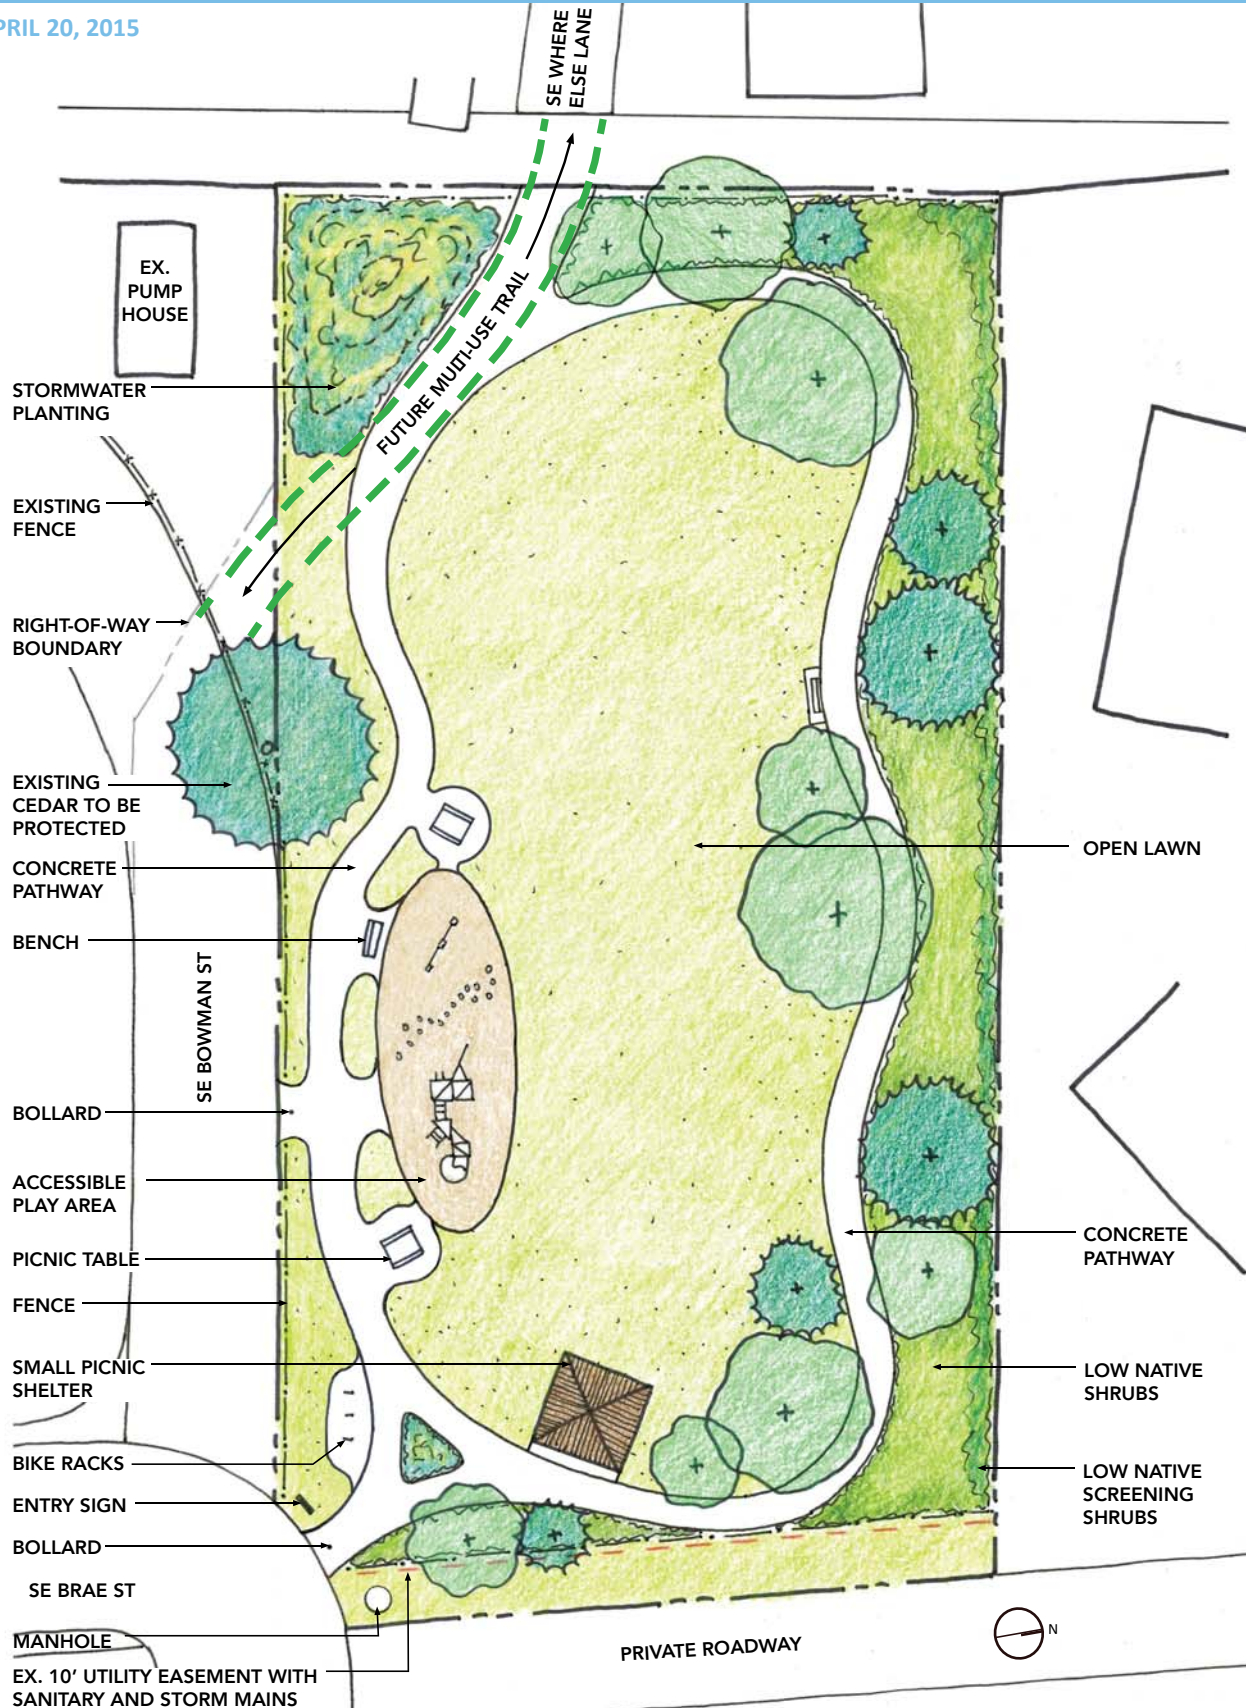 PRIL 20, 2015
SE WHERE
ELSE LANE
EX.
PUMP
HOUSE
FUTURE MULTI-USE TRAIL
STORMWATER
PLANTING
EXISTING
FENCE
RIGHT-OF-WAY
BOUNDARY
EXISTING
CEDAR TO BE
PROTECTED
CONCRETE
PATHWAY
BENCH
SE BOWMAN ST
BOLLARD
ACCESSIBLE
PLAY AREA
PICNIC TABLE
FENCE
SMALL PICNIC
SHELTER
BIKE RACKS
ENTRY SIGN
BOLLARD
SE BRAE ST
MANHOLE
EX. 10' UTILITY EASEMENT WITH
SANITARY AND STORM MAINS
OPEN LAWN
CONCRETE
PATHWAY
LOW NATIVE
SHRUBS
LOW NATIVE
SCREENING
SHRUBS
PRIVATE ROADWAY
N